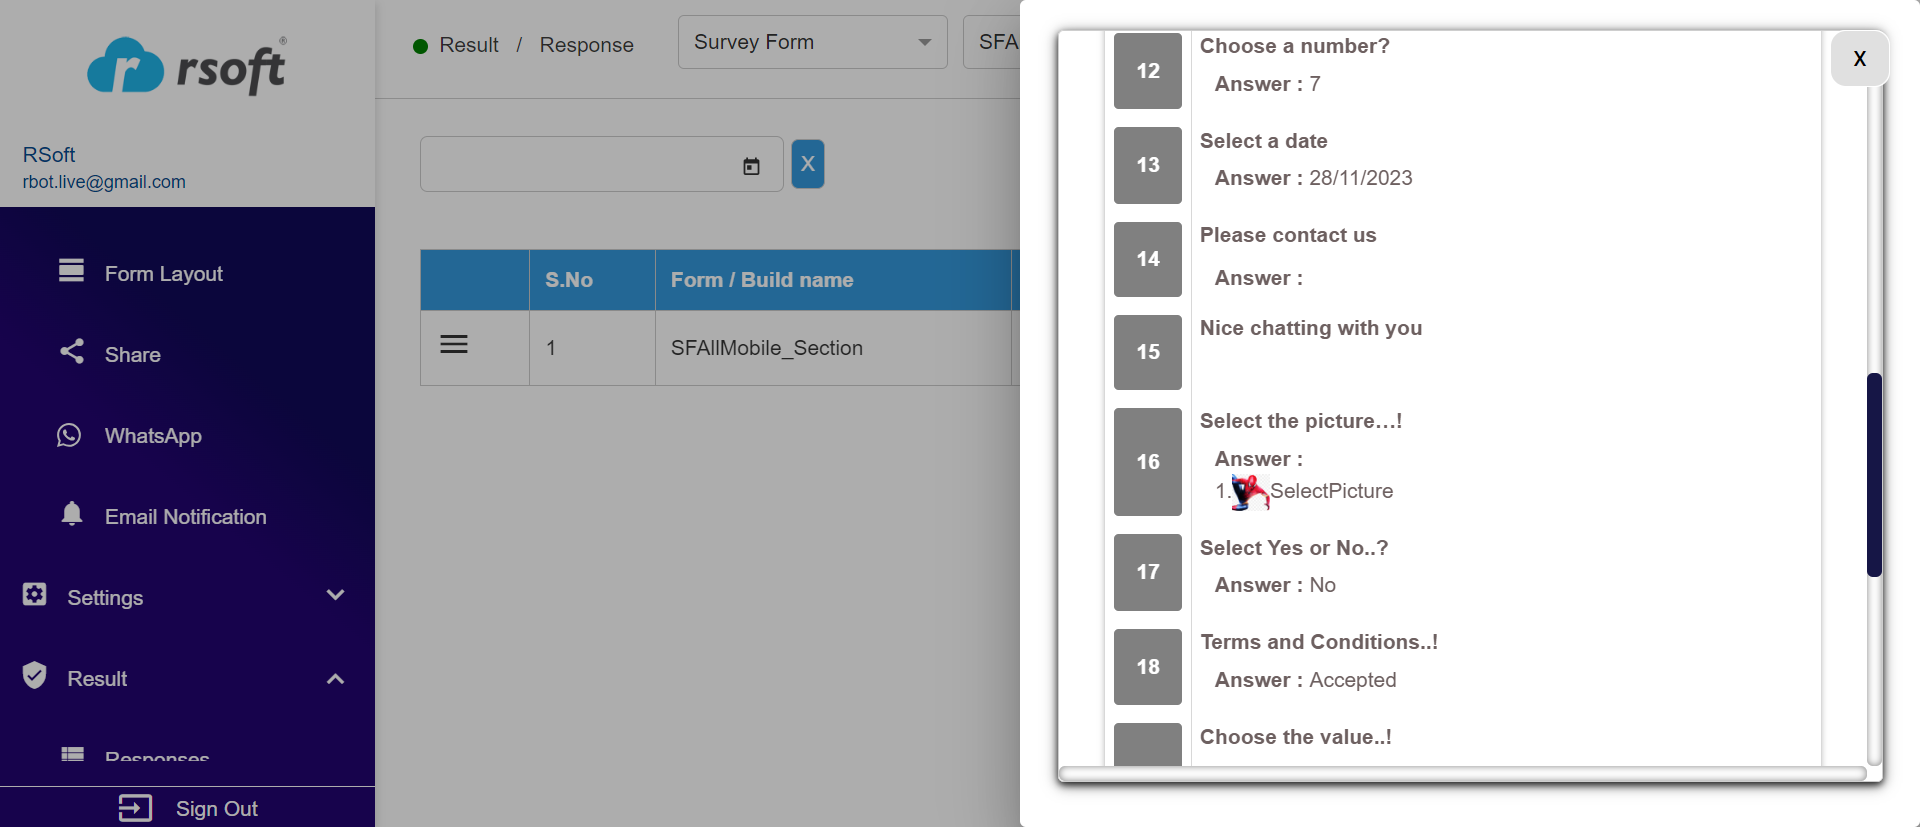 rsoft
®
RSoft
rbot.live@gmail.com
Form Layout
Share
WhatsApp
Email Notification
Settings
Result
Responses
Sign Out
Result / Response
Survey Form
SFA
X
S.No
Form / Build name
1
SFAllMobile_Section
X
12
Choose a number?
Answer : 7
13
Select a date
Answer : 28/11/2023
14
Please contact us
Answer :
15
Nice chatting with you
16
Select the picture...!
Answer :
1. SelectPicture
17
Select Yes or No..?
Answer : No
18
Terms and Conditions..!
Answer : Accepted
Choose the value..!